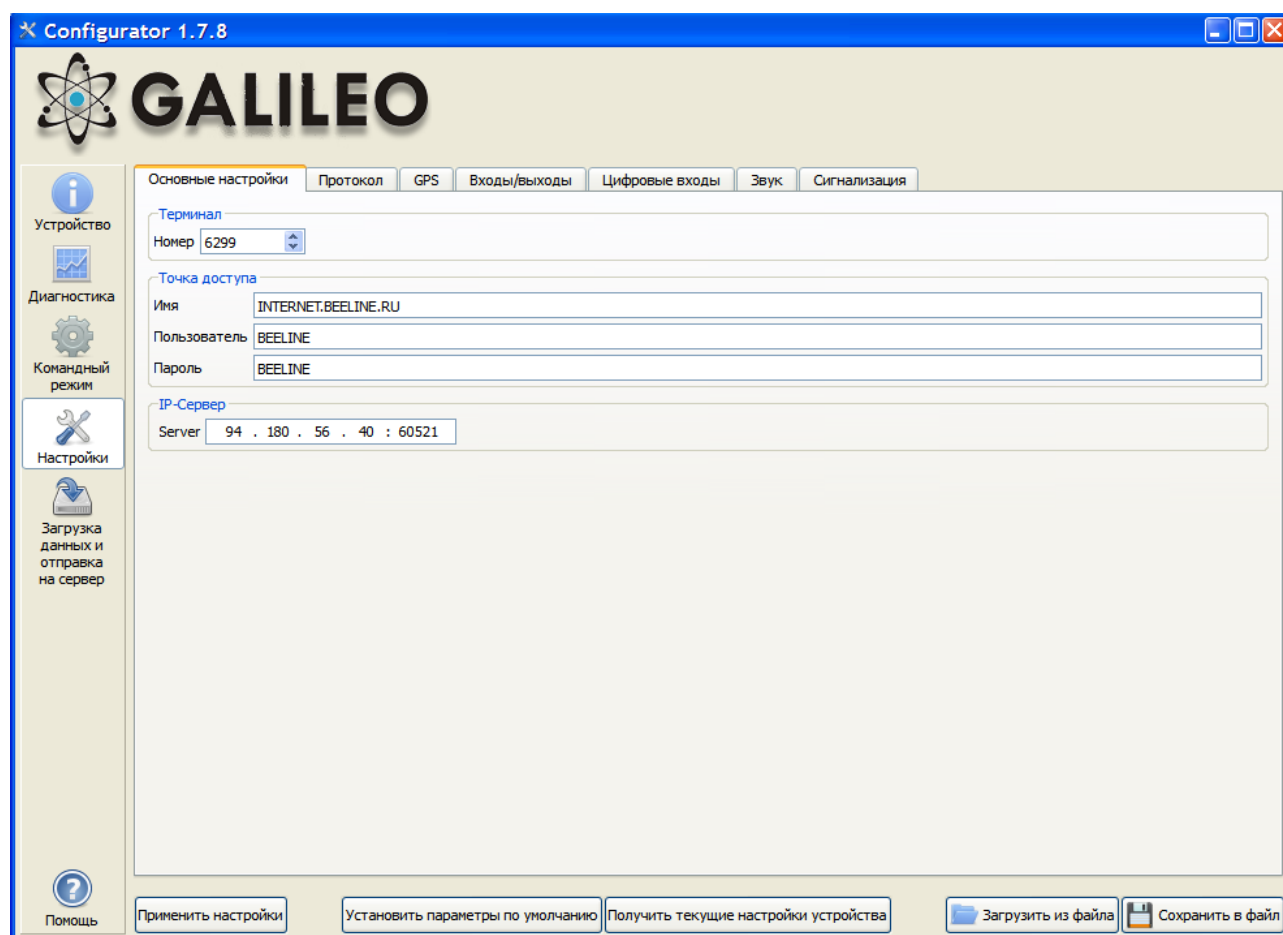 Configurator 1.7.8
GALILEO
Устройство
Диагностика
Командный
режим
Настройки
Загрузка
данных и
отправка
на сервер
Помощь
Основные настройки Протокол GPS Входы/выходы Цифровые входы Звук Сигнализация
Терминал
Номер 6299
Точка доступа
Имя INTERNET.BEELINE.RU
Пользователь BEELINE
Пароль BEELINE
IP-Сервер
Server 94 . 180 . 56 . 40 : 60521
Применить настройки Установить параметры по умолчанию Получить текущие настройки устройства Загрузить из файла Сохранить в файл